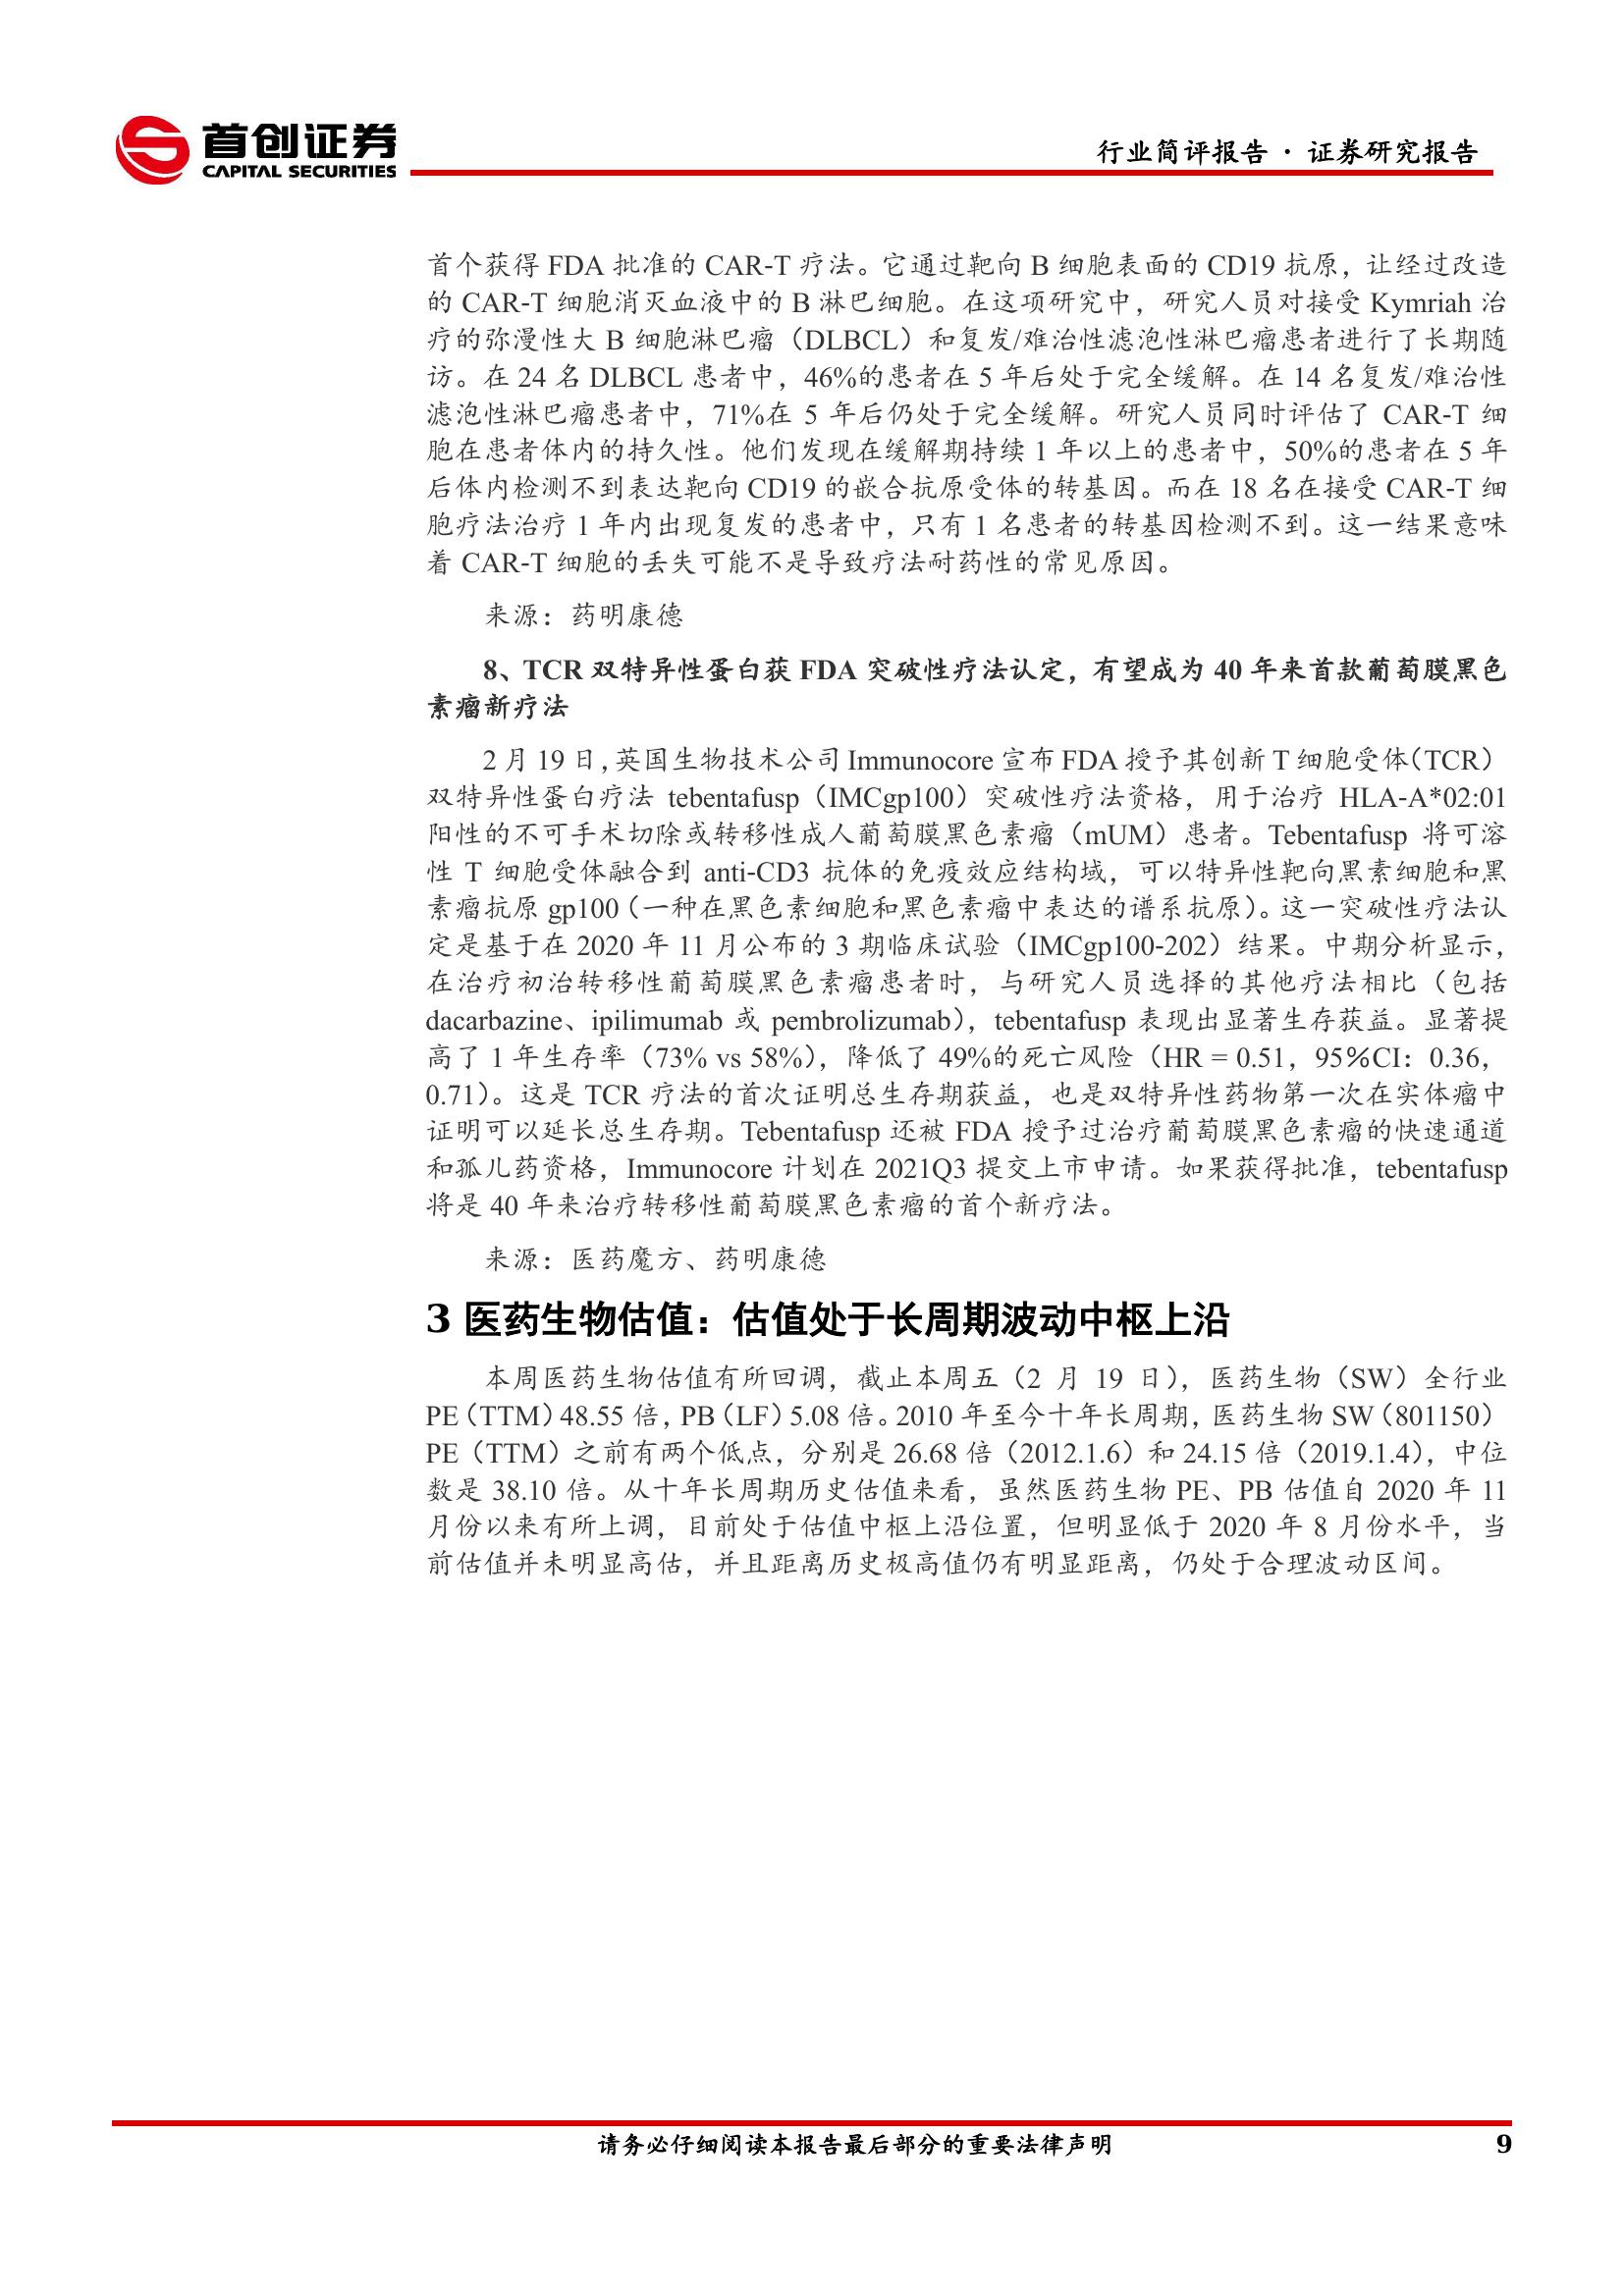 首创证券
CAPITAL SECURITIES
行业简评报告·证券研究报告
首个获得 FDA 批准的 CAR-T 疗法。它通过靶向 B 细胞表面的 CD19 抗原，让经过改造
的 CAR-T 细胞消灭血液中的 B 淋巴细胞。在这项研究中，研究人员对接受 Kymriah 治
疗的弥漫性大 B 细胞淋巴瘤（DLBCL）和复发/难治性滤泡性淋巴瘤患者进行了长期随
访。在 24 名 DLBCL 患者中，46%的患者在 5 年后处于完全缓解。在 14 名复发/难治性
滤泡性淋巴瘤患者中，71%在 5 年后仍处于完全缓解。研究人员同时评估了 CAR-T 细
胞在患者体内的持久性。他们发现在缓解期持续 1 年以上的患者中，50%的患者在 5 年
后体内检测不到表达靶向 CD19 的嵌合抗原受体的转基因。而在 18 名在接受 CAR-T 细
胞疗法治疗 1 年内出现复发的患者中，只有 1 名患者的转基因检测不到。这一结果意味
着 CAR-T 细胞的丢失可能不是导致疗法耐药性的常见原因。
来源：药明康德
8、TCR 双特异性蛋白获 FDA 突破性疗法认定，有望成为 40 年来首款葡萄膜黑色
素瘤新疗法
2 月 19 日，英国生物技术公司 Immunocore 宣布 FDA 授予其创新 T 细胞受体（TCR）
双特异性蛋白疗法 tebentafusp（IMCgp100）突破性疗法资格，用于治疗 HLA-A*02:01
阳性的不可手术切除或转移性成人葡萄膜黑色素瘤（mUM）患者。Tebentafusp 将可溶
性 T 细胞受体融合到 anti-CD3 抗体的免疫效应结构域，可以特异性靶向黑素细胞和黑
素瘤抗原 gp100（一种在黑色素细胞和黑色素瘤中表达的谱系抗原）。这一突破性疗法认
定是基于在 2020 年 11 月公布的 3 期临床试验（IMCgp100-202）结果。中期分析显示，
在治疗初治转移性葡萄膜黑色素瘤患者时，与研究人员选择的其他疗法相比（包括
dacarbazine、ipilimumab 或 pembrolizumab），tebentafusp 表现出显著生存获益。显著提
高了 1 年生存率（73% vs 58%），降低了 49%的死亡风险（HR = 0.51，95%CI：0.36，
0.71）。这是 TCR 疗法的首次证明总生存期获益，也是双特异性药物第一次在实体瘤中
证明可以延长总生存期。Tebentafusp 还被 FDA 授予过治疗葡萄膜黑色素瘤的快速通道
和孤儿药资格，Immunocore 计划在 2021Q3 提交上市申请。如果获得批准，tebentafusp
将是 40 年来治疗转移性葡萄膜黑色素瘤的首个新疗法。
来源：医药魔方、药明康德
3 医药生物估值：估值处于长周期波动中枢上沿
本周医药生物估值有所回调，截止本周五（2 月 19 日），医药生物（SW）全行业
PE（TTM）48.55 倍，PB（LF）5.08 倍。2010 年至今十年长周期，医药生物 SW（801150）
PE（TTM）之前有两个低点，分别是 26.68 倍（2012.1.6）和 24.15 倍（2019.1.4），中位
数是 38.10 倍。从十年长周期历史估值来看，虽然医药生物 PE、PB 估值自 2020 年 11
月份以来有所上调，目前处于估值中枢上沿位置，但明显低于 2020 年 8 月份水平，当
前估值并未明显高估，并且距离历史极高值仍有明显距离，仍处于合理波动区间。
请务必仔细阅读本报告最后部分的重要法律声明
9